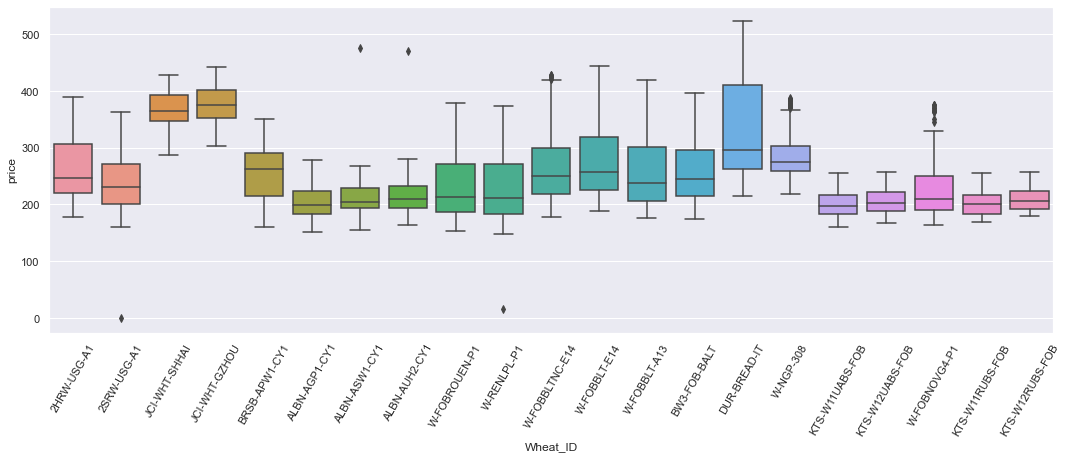 500
400
300
200
100
0
price
2HRW-USG-A1
2SRW-USG-A1
JCI-WHT-SHHAI
JCI-WHT-GZHOU
BRSB-APW1-CY1
ALBN-AGP1-CY1
ALBN-ASW1-CY1
ALBN-AUH2-CY1
W-FOBROUEN-P1
W-RENLPL-P1
W-FOBBLTNC-E14
W-FOBBLT-E14
W-FOBBLT-A13
BW3-FOB-BALT
DUR-BREAD-IT
W-NGP-308
KTS-W11UABS-FOB
KTS-W12UABS-FOB
W-FOBNOVG4-P1
KTS-W11RUBS-FOB
KTS-W12RUBS-FOB
Wheat_ID